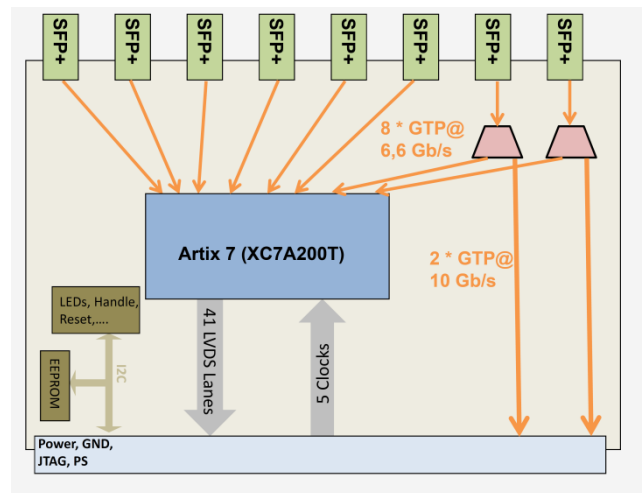 SFP+
SFP+
SFP+
SFP+
SFP+
SFP+
SFP+
SFP+
8 * GTP@
6,6 Gb/s
Artix 7 (XC7A200T)
2 * GTP@
10 Gb/s
LEDs, Handle,
Reset,....
41 LVDS Lanes
5 Clocks
I2C
EEPROM
Power, GND,
JTAG, PS